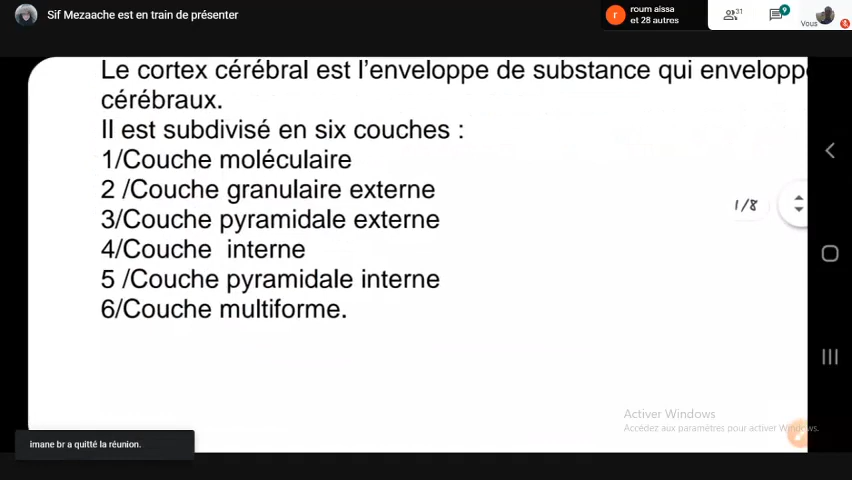 Sif Mezaache est en train de présenter
r
roum aissa
et 28 autres
31
9
Vous
Le cortex cérébral est l'enveloppe de substance qui envelopp
cérébraux.
Il est subdivisé en six couches :
1/Couche moléculaire
2 /Couche granulaire externe
3/Couche pyramidale externe
4/Couche  interne
5 /Couche pyramidale interne
6/Couche multiforme.
1/8
Activer Windows
Accédez aux paramètres pour activer Windows.
imane br a quitté la réunion.